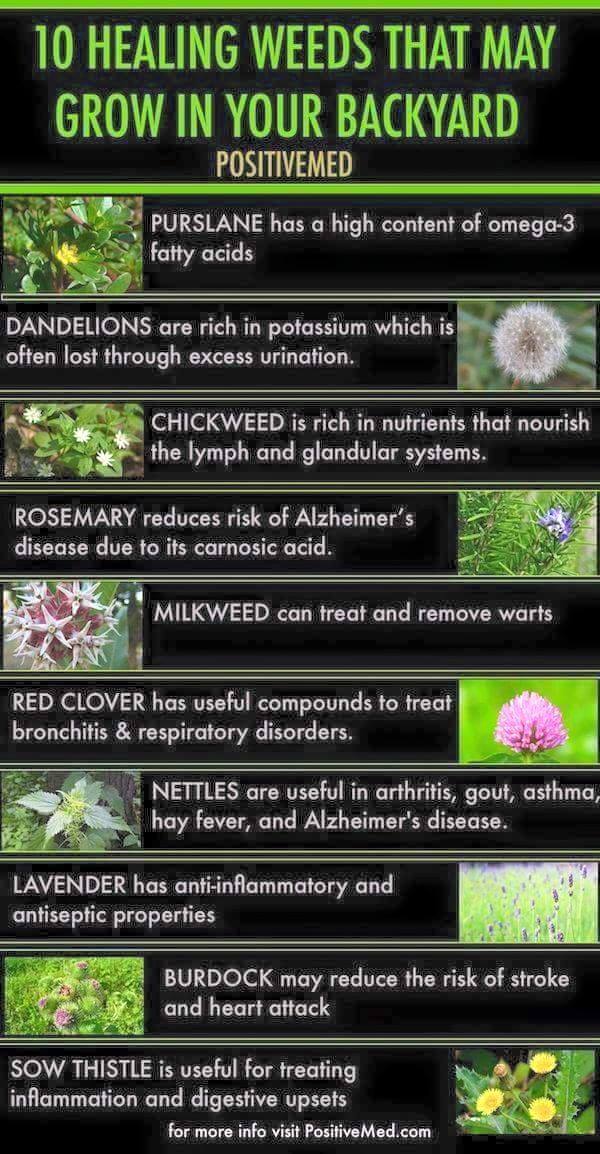 10 HEALING WEEDS THAT MAY
GROW IN YOUR BACKYARD
POSITIVEMED
PURSLANE has a high content of omega-3
fatty acids
DANDELIONS are rich in potassium which is
often lost through excess urination.
CHICKWEED is rich in nutrients that nourish
the lymph and glandular systems.
ROSEMARY reduces risk of Alzheimer's
disease due to its carnosic acid.
MILKWEED can treat and remove warts
RED CLOVER has useful compounds to treat
bronchitis & respiratory disorders.
NETTLES are useful in arthritis, gout, asthma,
hay fever, and Alzheimer's disease.
LAVENDER has anti-inflammatory and
antiseptic properties
BURDOCK may reduce the risk of stroke
and heart attack
SOW THISTLE is useful for treating
inflammation and digestive upsets
for more info visit PositiveMed.com